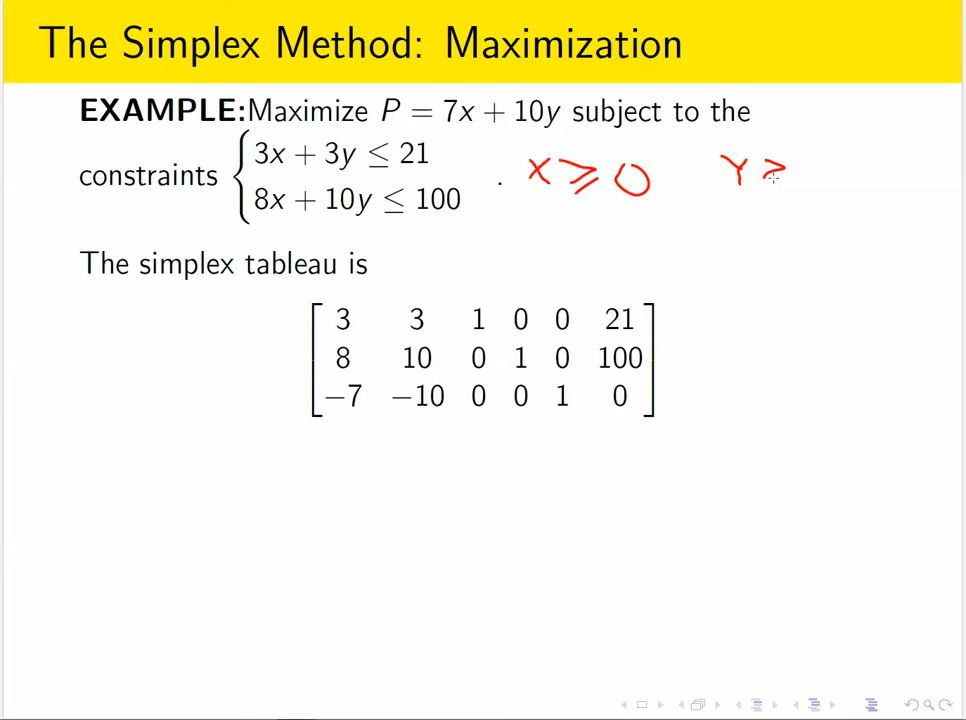 The Simplex Method: Maximization
EXAMPLE:Maximize P = 7x + 10y subject to the
constraints { 3x + 3y ≤ 21
8x + 10y ≤ 100 . X ≥ 0 Y ≥
The simplex tableau is
3 3 1 0 0 21
8 10 0 1 0 100
−7 −10 0 0 1 0